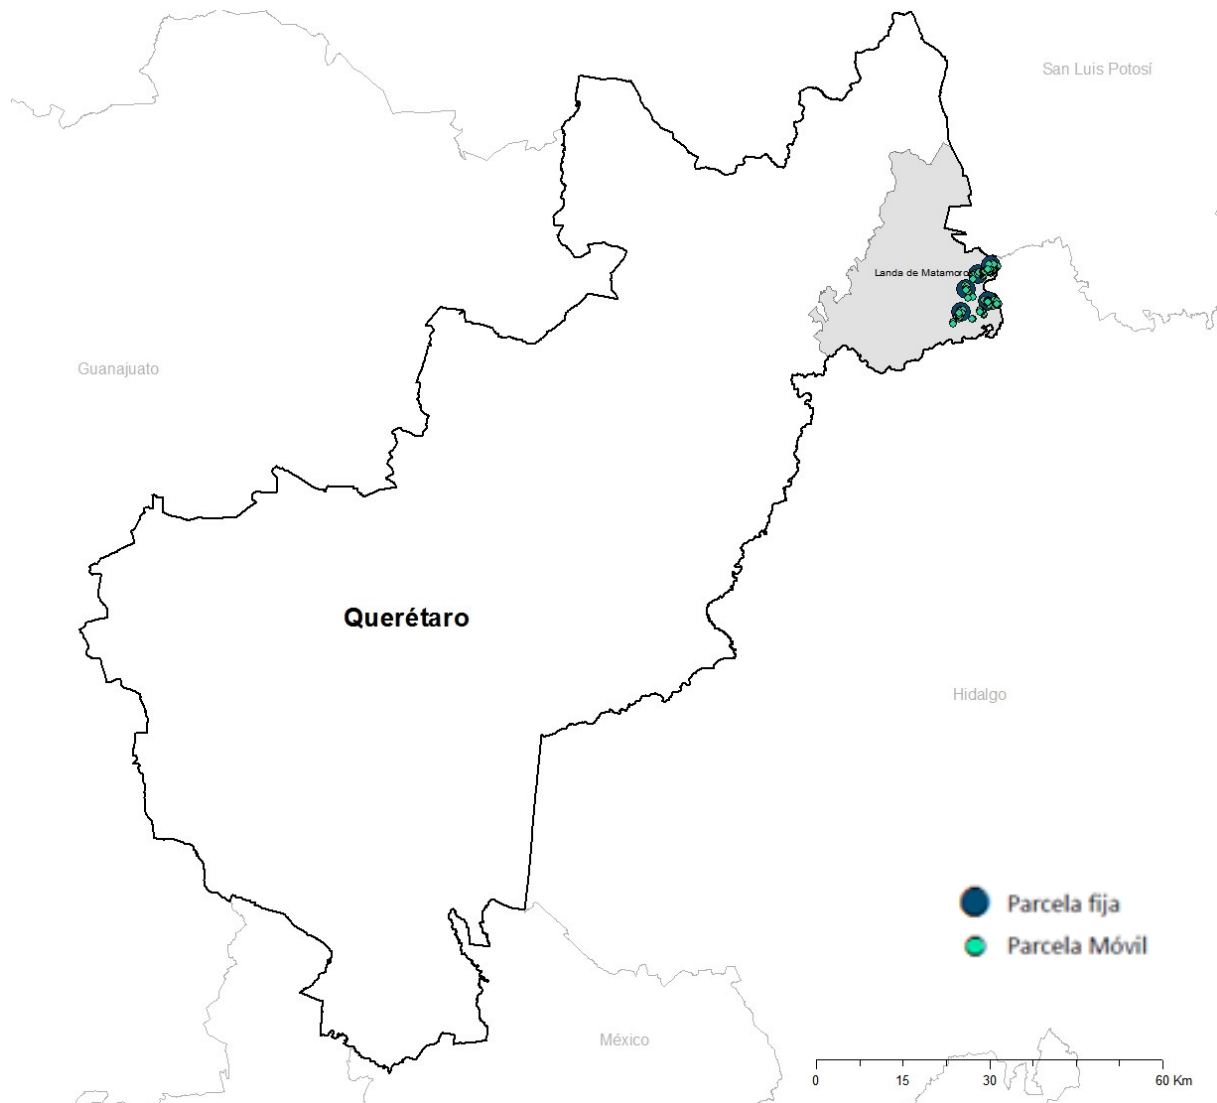 San Luis Potosí
Landa de Matamoros
Guanajuato
Querétaro
Hidalgo
Parcela fija
Parcela Móvil
México
0 15 30 60 Km